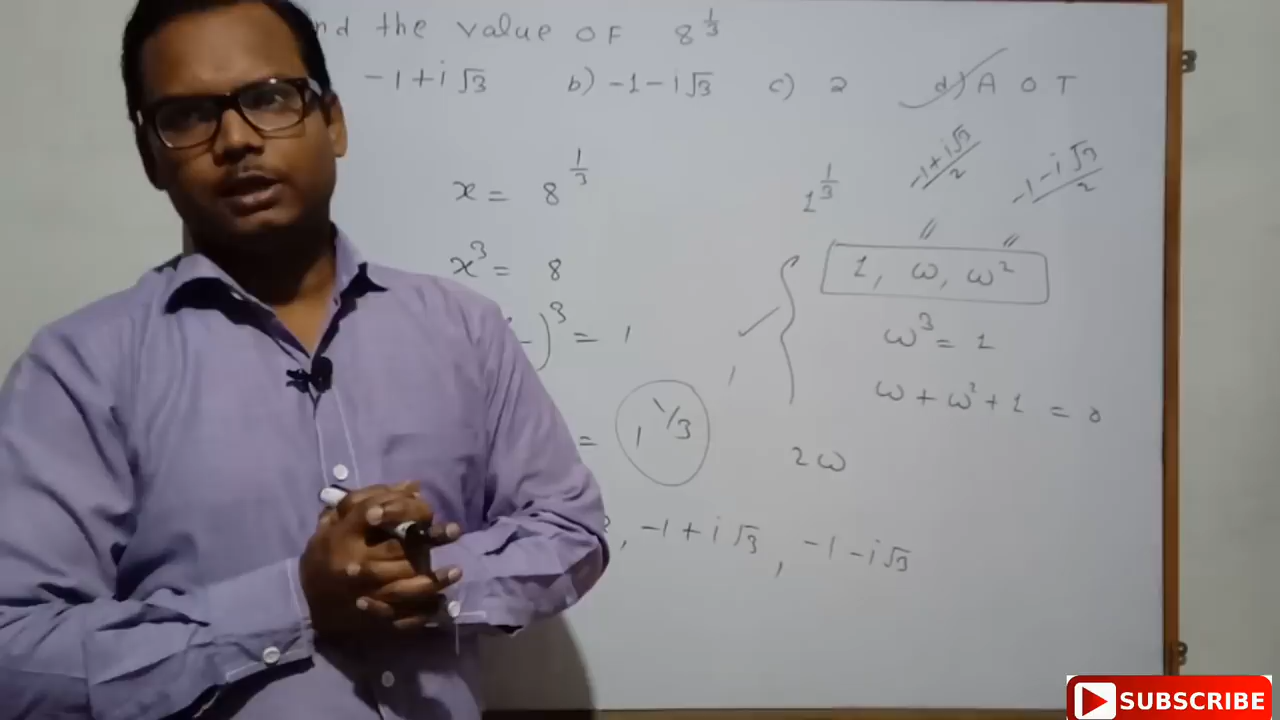 nd the value OF 8^{1/3}
-1+i√3 b) -1-i√3 c) 2 d) A O T
x = 8^{1/3}
1^{1/3} (-1+i√3)/2 (-1-i√3)/2
x³ = 8
1, ω, ω²
)³ = 1
ω³ = 1
= 1^{1/3}
ω + ω² + 1 = 0
2ω
, -1+i√3, -1-i√3
SUBSCRIBE